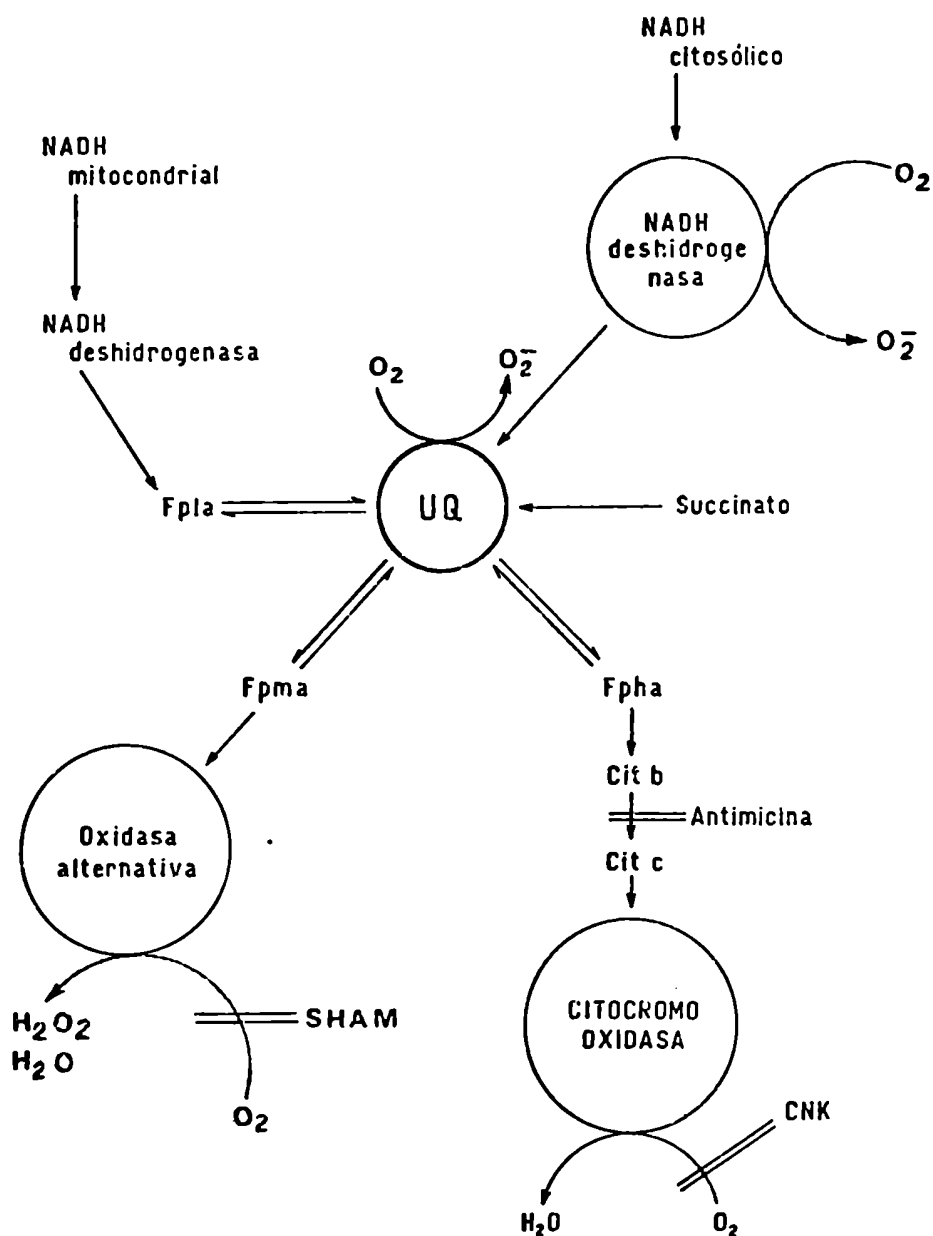 NADH
citosólico
NADH
mitocondrial
O2
NADH
deshidroge
nasa
NADH
deshidrogenasa
O2-
O2
O2-
UQ
Fpla
Succinato
Fpma
Fpha
Cit b
Antimicina
Cit c
Oxidasa
alternativa
CITOCROMO
OXIDASA
H2O2
H2O
SHAM
O2
CNK
H2O
O2